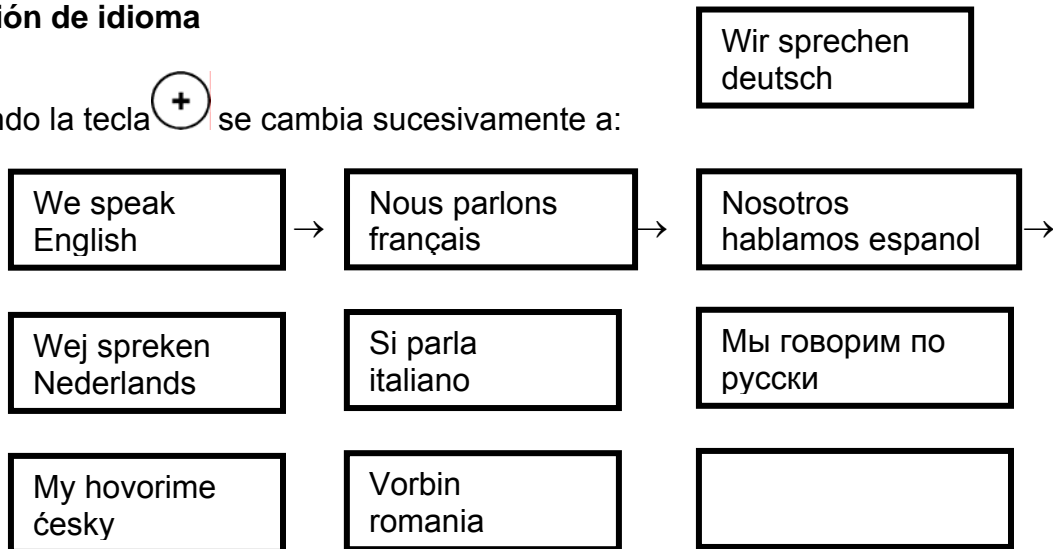 ión de idioma
Wir sprechen
deutsch
ndo la tecla + se cambia sucesivamente a:
We speak
English
→
Nous parlons
français
→
Nosotros
hablamos espanol
→
Wej spreken
Nederlands
Si parla
italiano
Мы говорим по
русски
My hovorime
ćesky
Vorbin
romania